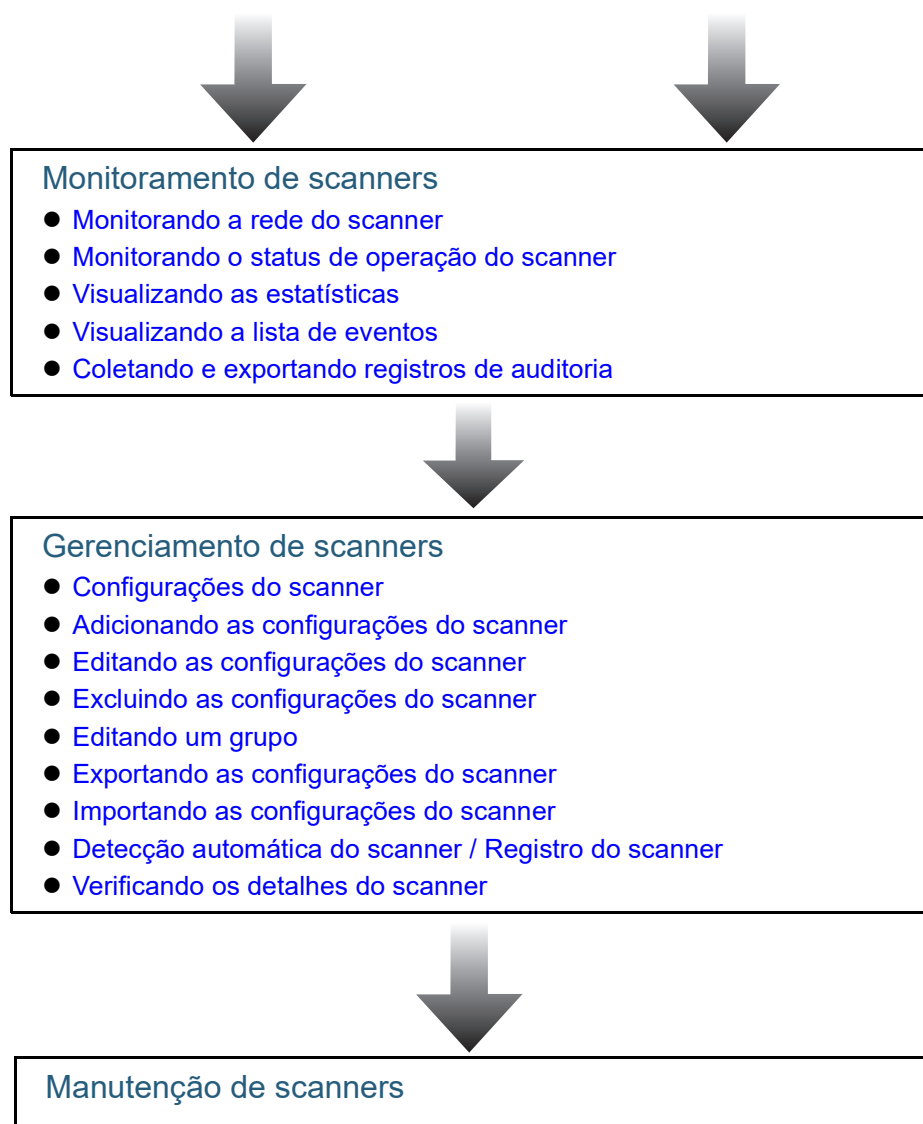 Monitoramento de scanners
● Monitorando a rede do scanner
● Monitorando o status de operação do scanner
● Visualizando as estatísticas
● Visualizando a lista de eventos
● Coletando e exportando registros de auditoria
Gerenciamento de scanners
● Configurações do scanner
● Adicionando as configurações do scanner
● Editando as configurações do scanner
● Excluindo as configurações do scanner
● Editando um grupo
● Exportando as configurações do scanner
● Importando as configurações do scanner
● Detecção automática do scanner / Registro do scanner
● Verificando os detalhes do scanner
Manutenção de scanners